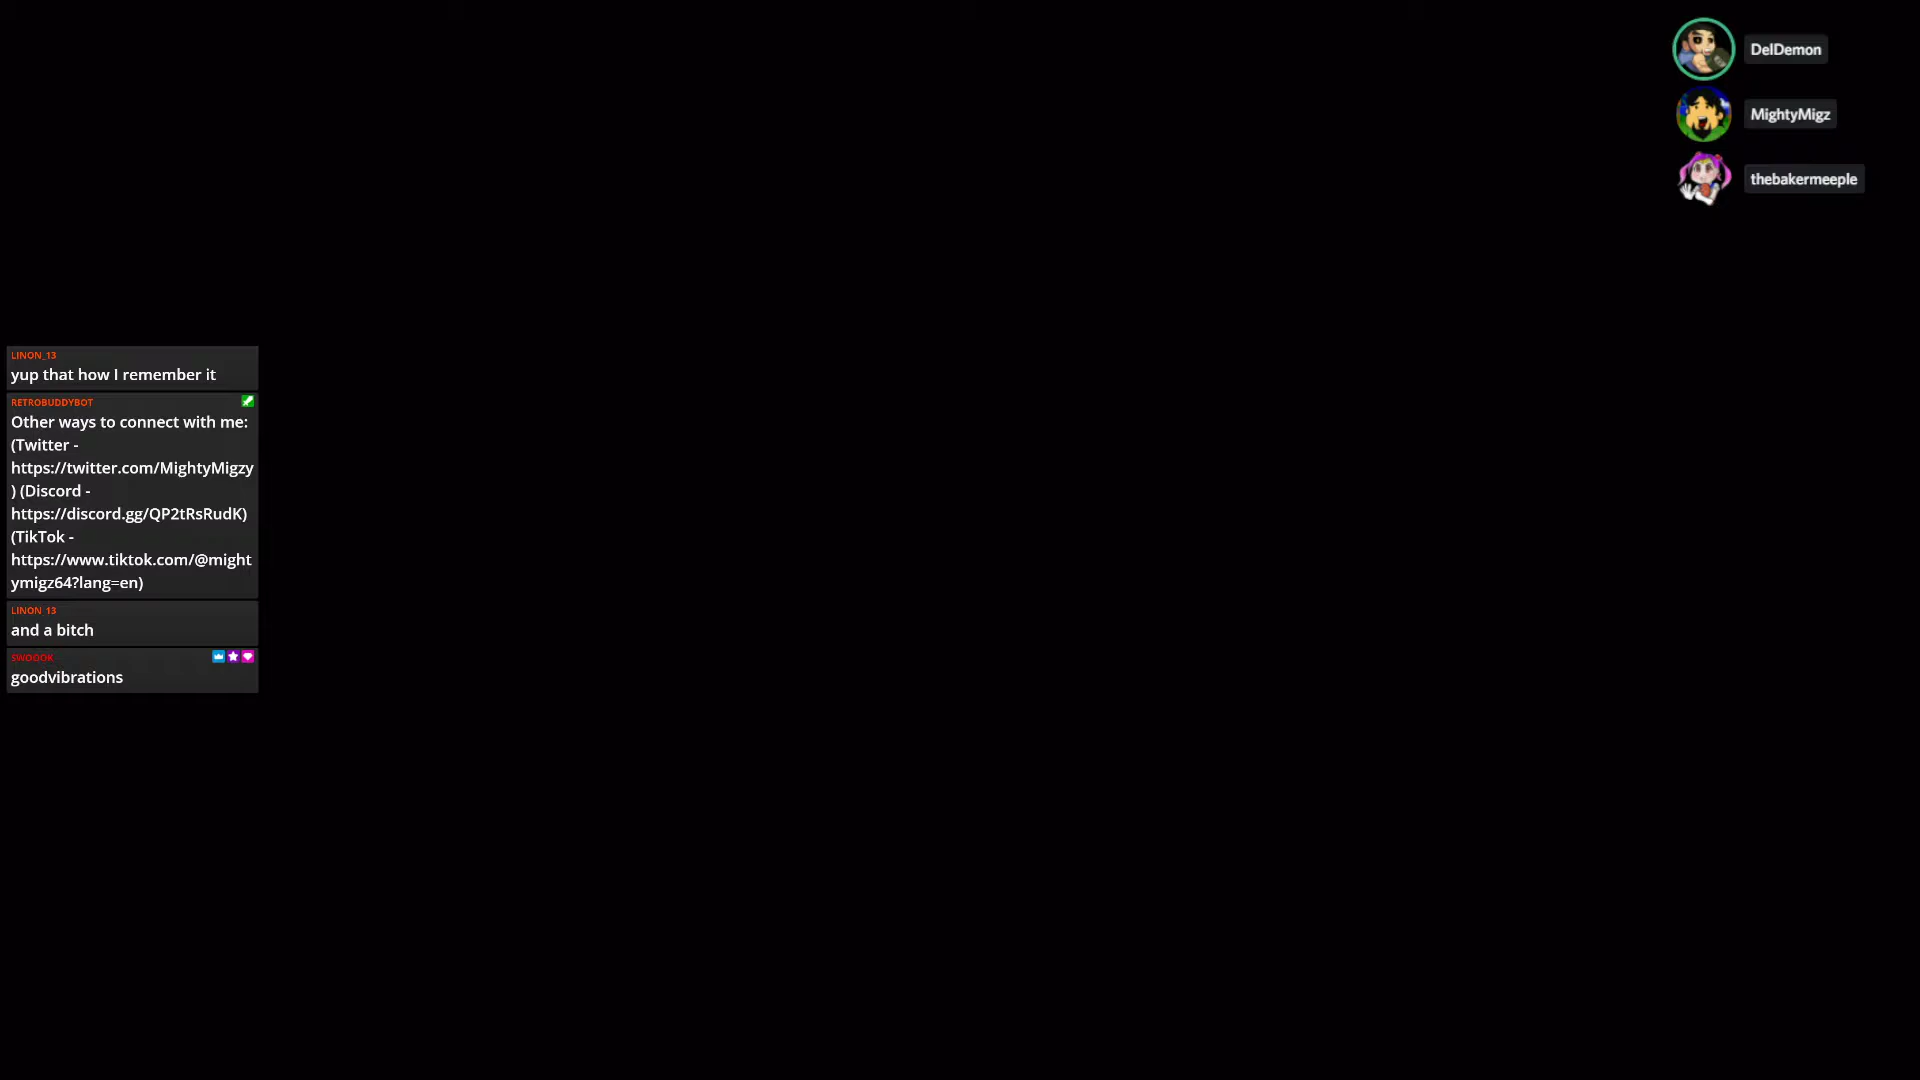 DelDemon
MightyMigz
thebakermeeple
LINON_13
yup that how I remember it
RETROBUDDYBOT
Other ways to connect with me:
(Twitter -
https://twitter.com/MightyMigzy
) (Discord -
https://discord.gg/QP2tRsRudK)
(TikTok -
https://www.tiktok.com/@might
ymigz64?lang=en)
LINON_13
and a bitch
SWOOOK
goodvibrations